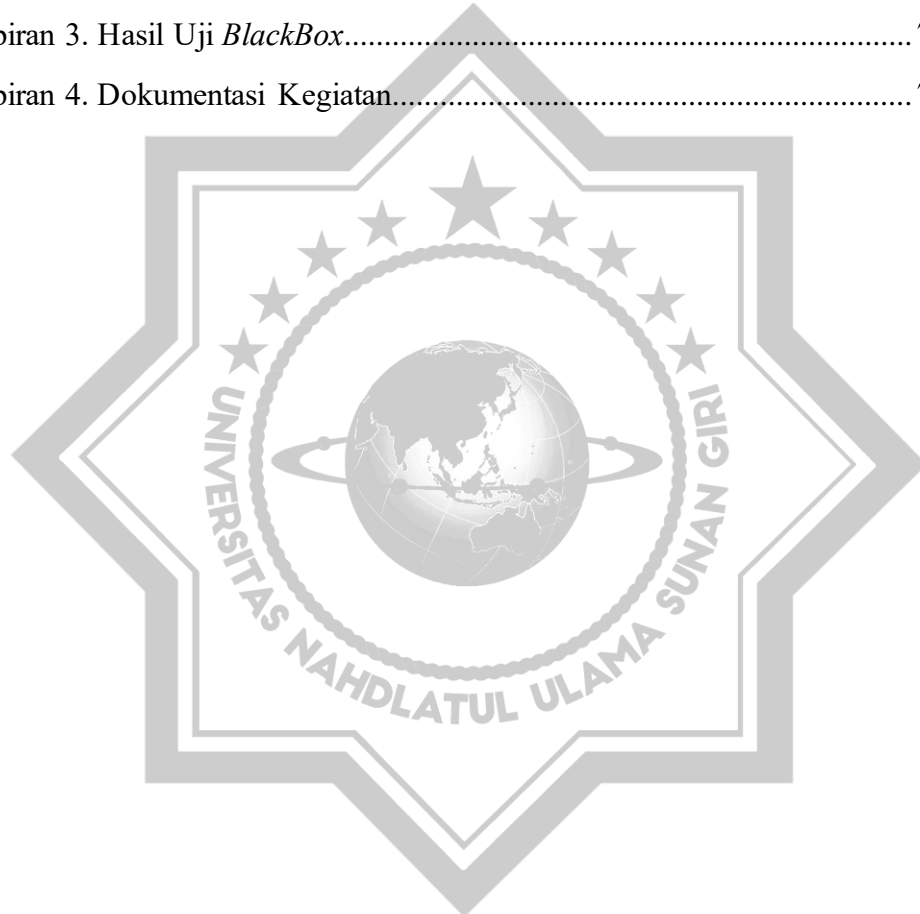 piran 3. Hasil Uji BlackBox......................................................................
piran 4. Dokumentasi Kegiatan................................................................
UNIVERSITAS NAHDLATUL ULAMA SUNAN GIRI